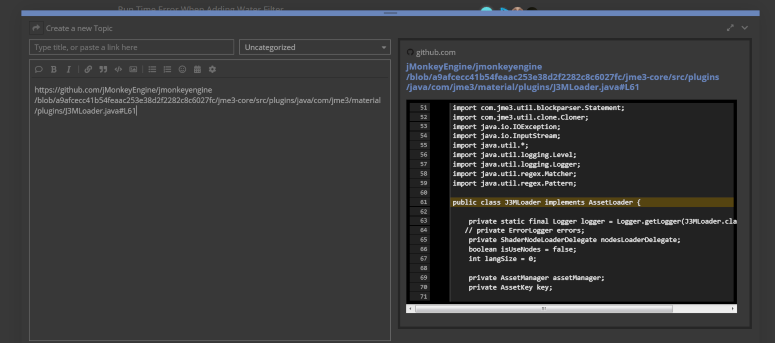 Run Time Error When Adding Water Filter
Create a new Topic
Type title, or paste a link here
Uncategorized
B I
https://github.com/jMonkeyEngine/jmonkeyengine
/blob/a9afcecc41b54feaac253e38d2f2282c8c6027fc/jme3-core/src/plugins/java/com/jme3/material
/plugins/J3MLoader.java#L61
github.com
jMonkeyEngine/jmonkeyengine
/blob/a9afcecc41b54feaac253e38d2f2282c8c6027fc/jme3-core/src/plugins
/java/com/jme3/material/plugins/J3MLoader.java#L61
51 import com.jme3.util.blockparser.Statement;
52 import com.jme3.util.clone.Cloner;
53 import java.io.IOException;
54 import java.io.InputStream;
55 import java.util.*;
56 import java.util.logging.Level;
57 import java.util.logging.Logger;
58 import java.util.regex.Matcher;
59 import java.util.regex.Pattern;
60
61 public class J3MLoader implements AssetLoader {
62
63 private static final Logger logger = Logger.getLogger(J3MLoader.cla
64 // private ErrorLogger errors;
65 private ShaderNodeLoaderDelegate nodesLoaderDelegate;
66 boolean isUseNodes = false;
67 int langSize = 0;
68
69 private AssetManager assetManager;
70 private AssetKey key;
71